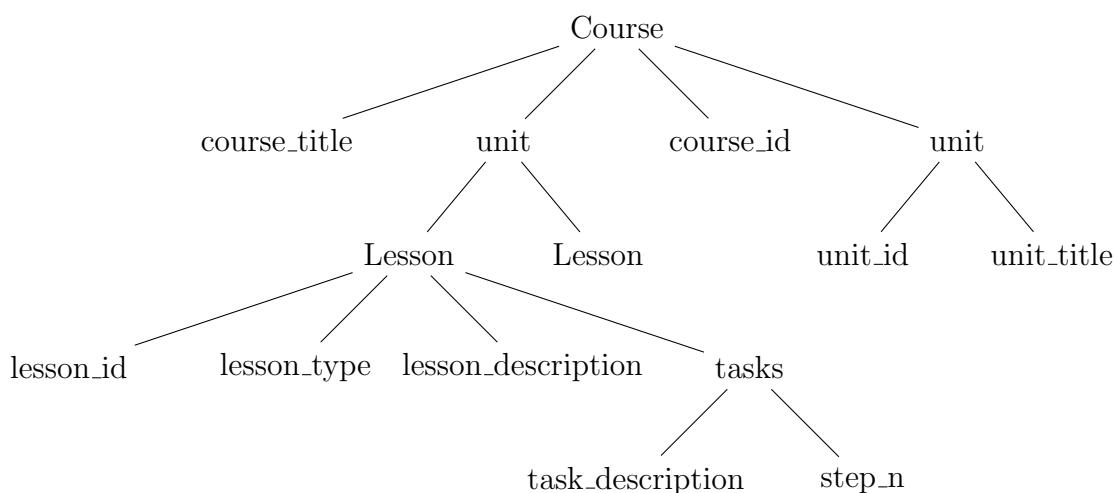 Course
course_title unit course_id unit
Lesson Lesson unit_id unit_title
lesson_id lesson_type lesson_description tasks
task_description step_n